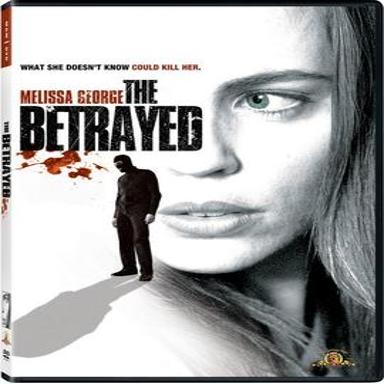 WHAT SHE DOESN'T KNOW COULD KILL HER.
MELISSA GEORGE
THE
BETRAYED
THE BETRAYED